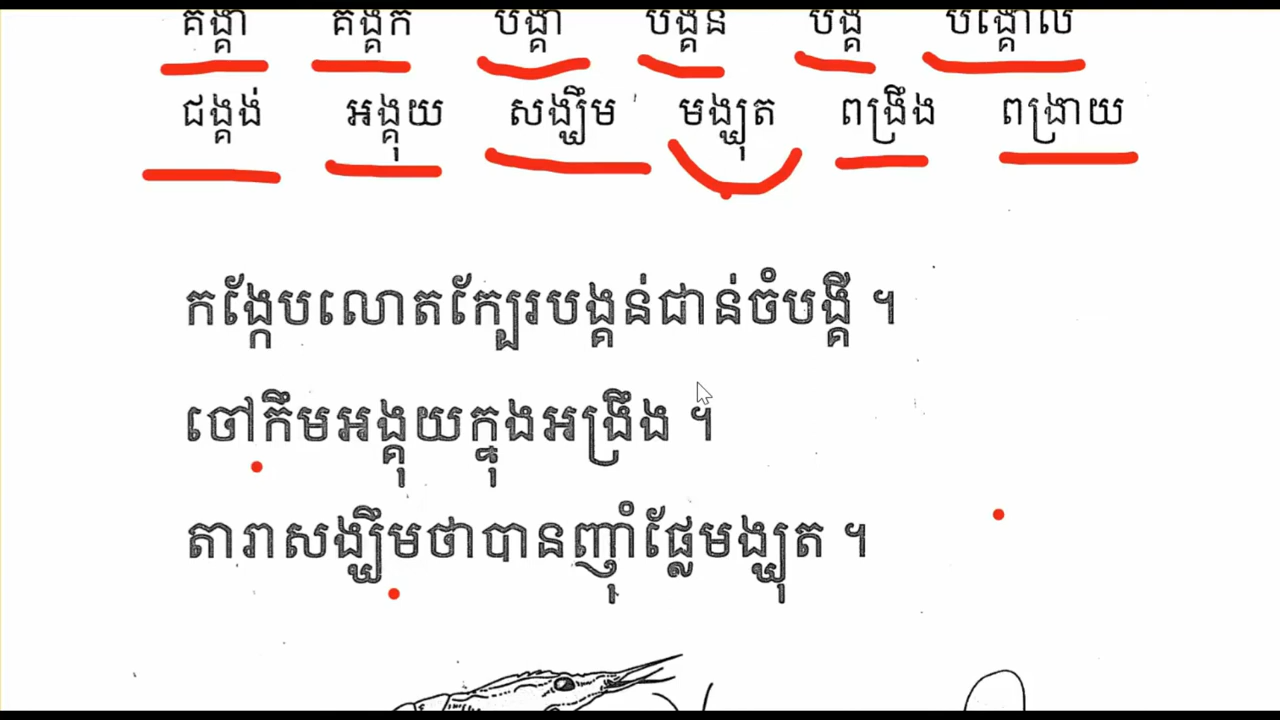 គង្គា គង្គក់ បង្គា បង្គន់ បង្គី បង្គោល
ជង្គង់ អង្គុយ សង្ឃឹម មង្ឃុត ពង្រឹង ពង្រាយ
កង្កែបលោតក្បែរបង្គន់ជាន់ចំបង្គី ។
ចៅកឹមអង្គុយក្នុងអង្រឹង ។
តារាសង្ឃឹមថាបានញ៉ាំផ្លែមង្ឃុត ។